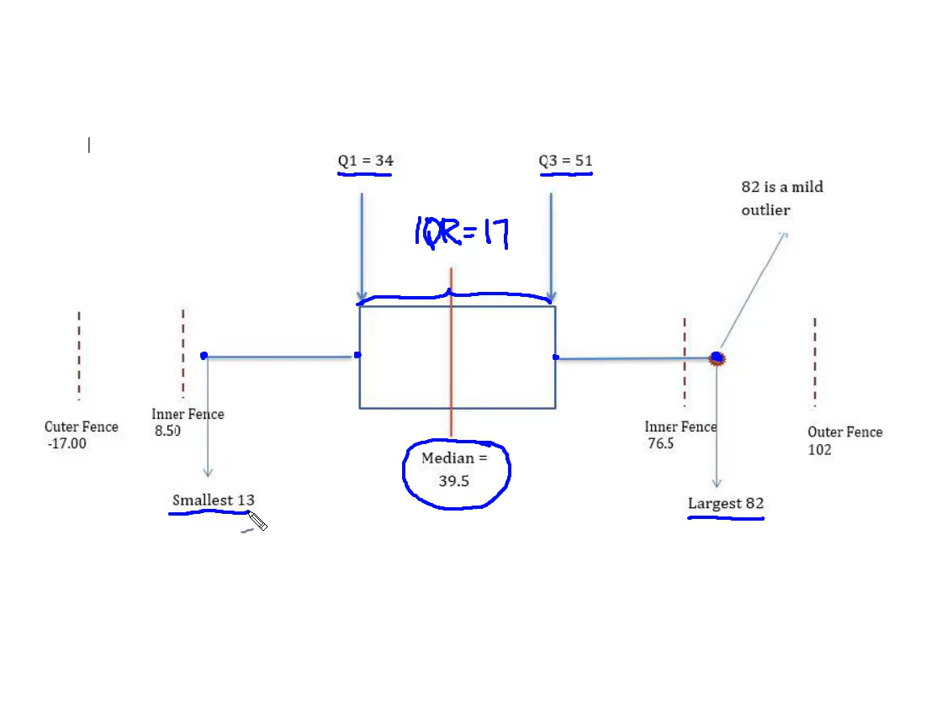 Q1 = 34
Q3 = 51
82 is a mild
outlier
IQR=17
Inner Fence
8.50
Outer Fence
-17.00
Inner Fence
76.5
Outer Fence
102
Median =
39.5
Smallest 13
Largest 82